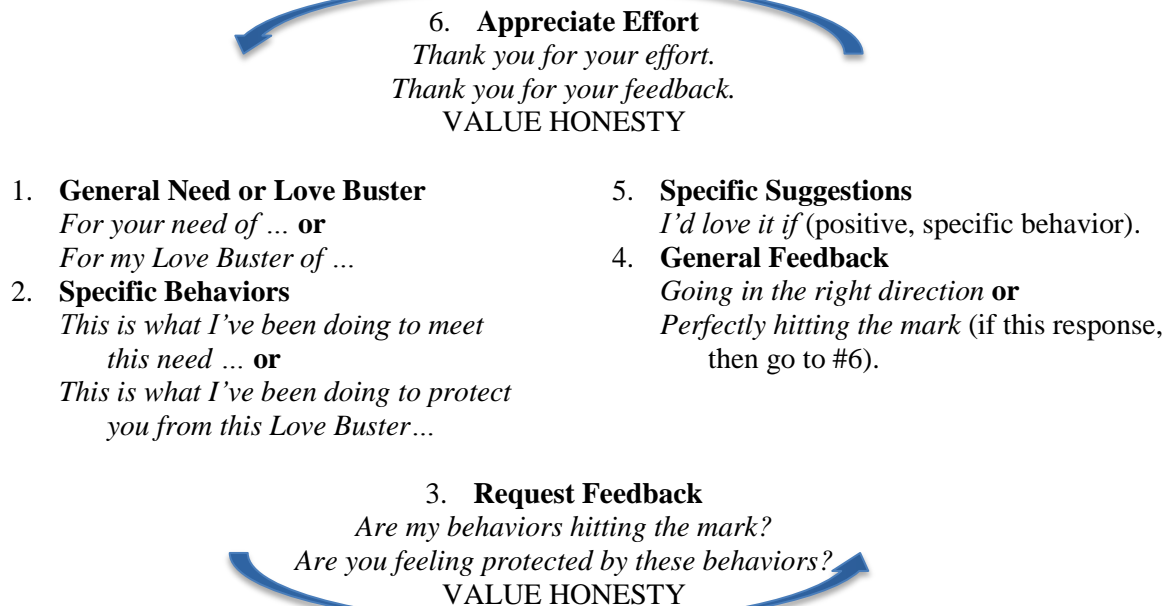 6. Appreciate Effort
Thank you for your effort.
Thank you for your feedback.
VALUE HONESTY
1. General Need or Love Buster
For your need of … or
For my Love Buster of …
2. Specific Behaviors
This is what I've been doing to meet
this need … or
This is what I've been doing to protect
you from this Love Buster…
5. Specific Suggestions
I'd love it if (positive, specific behavior).
4. General Feedback
Going in the right direction or
Perfectly hitting the mark (if this response,
then go to #6).
3. Request Feedback
Are my behaviors hitting the mark?
Are you feeling protected by these behaviors?
VALUE HONESTY